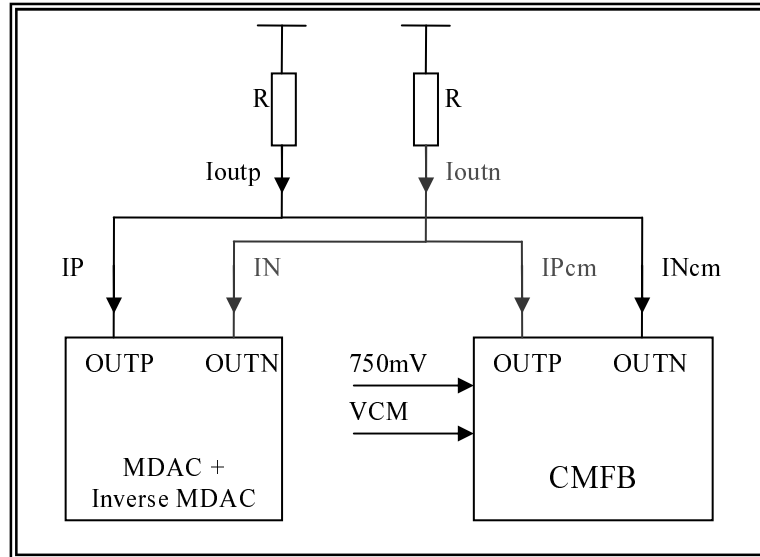 R R
Ioutp Ioutn
IP IN IPcm INcm
OUTP OUTN 750mV OUTP OUTN
VCM
MDAC +
Inverse MDAC
CMFB